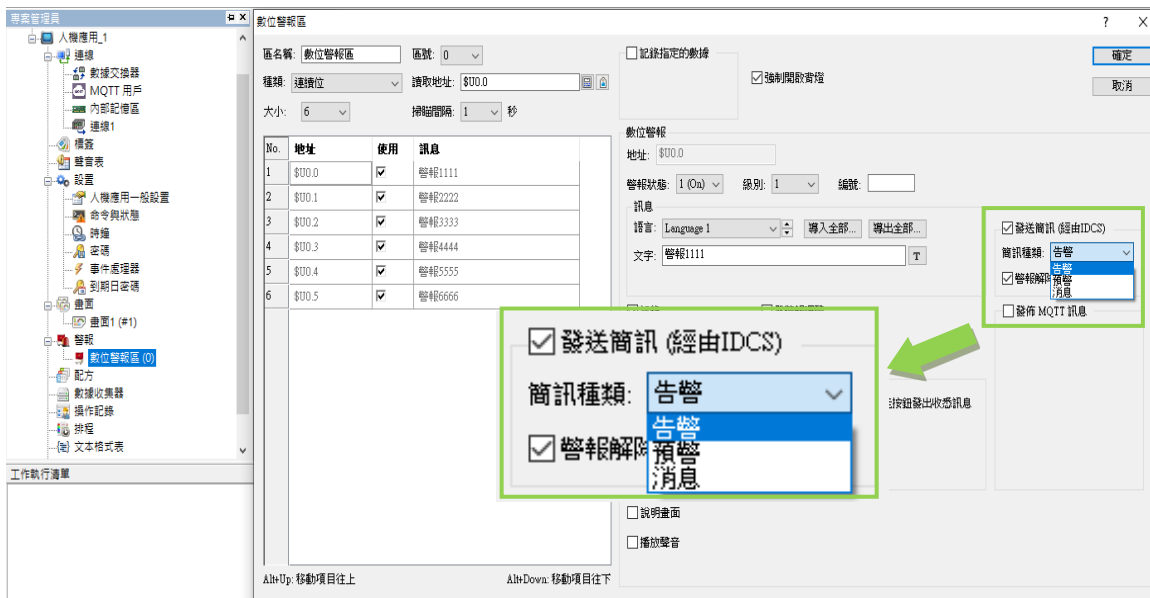 專案管理員
人機應用_1
連線
數據交換器
MQTT 用戶
內部記憶區
連線1
標籤
聲音表
設置
人機應用一般設置
命令與狀態
時鐘
密碼
事件處理器
到期日密碼
畫面
畫面1 (#1)
警報
數位警報區 (0)
配方
數據收集器
操作記錄
排程
文本格式表
工作執行清單
數位警報區
? X
區名稱: 數位警報區 區號: 0
種類: 連續位 讀取地址: $U0.0
大小: 6 掃瞄間隔: 1 秒
No. 地址 使用 訊息
1 $U0.0 警報1111
2 $U0.1 警報2222
3 $U0.2 警報3333
4 $U0.3 警報4444
5 $U0.4 警報5555
6 $U0.5 警報6666
Alt+Up: 移動項目往上 Alt+Down: 移動項目往下
記錄指定的數據
強制開啟背燈
確定
取消
數位警報
地址: $U0.0
警報狀態: 1 (On) 級別: 1 編號:
訊息
語言: Language 1 導入全部... 導出全部...
文字: 警報1111 T
發送簡訊 (經由IDCS)
簡訊種類: 告警
告警
警報解除 預警
消息
發佈 MQTT 訊息
發送簡訊 (經由IDCS)
簡訊種類: 告警
告警
警報解除 預警
消息
按鈕發出收悉訊息
說明畫面
播放聲音